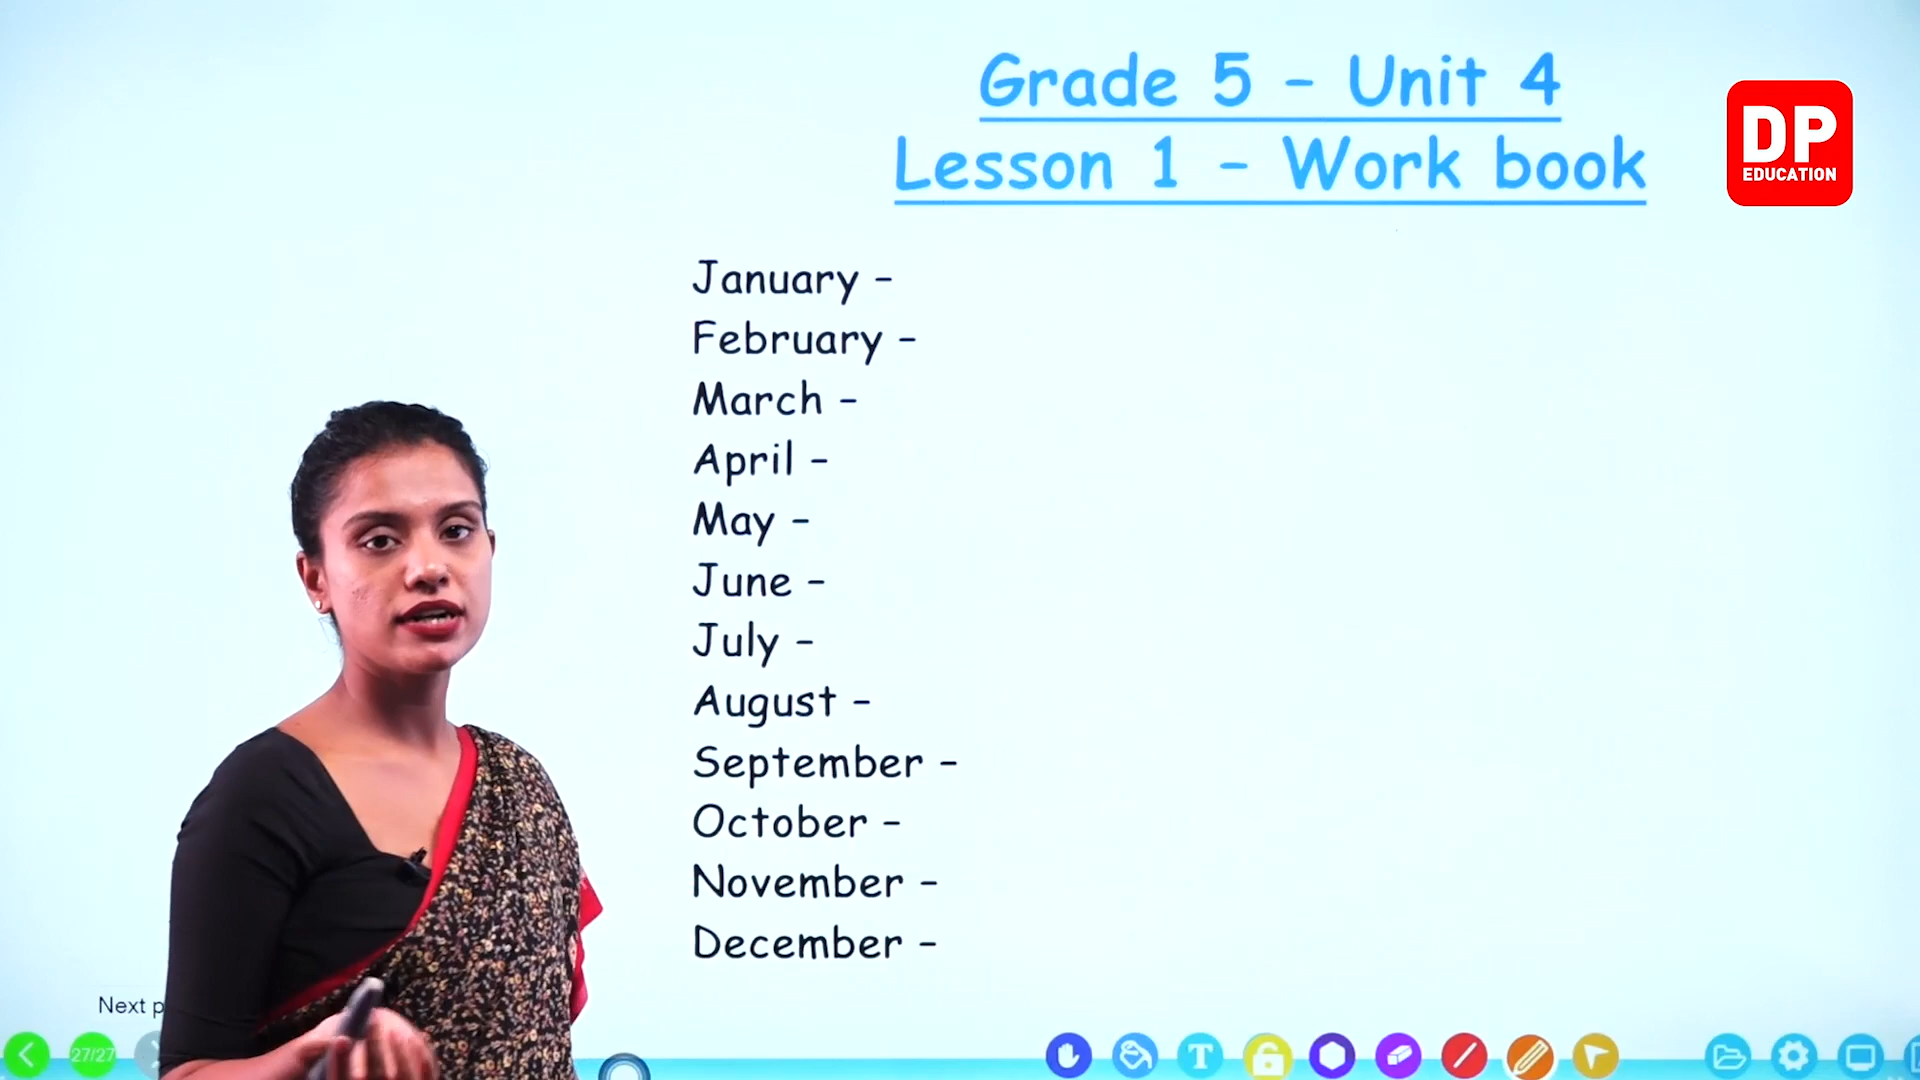 Grade 5 - Unit 4
Lesson 1 - Work book
DP
EDUCATION
January -
February -
March -
April -
May -
June -
July -
August -
September -
October -
November -
December -
Next p
27/27
T